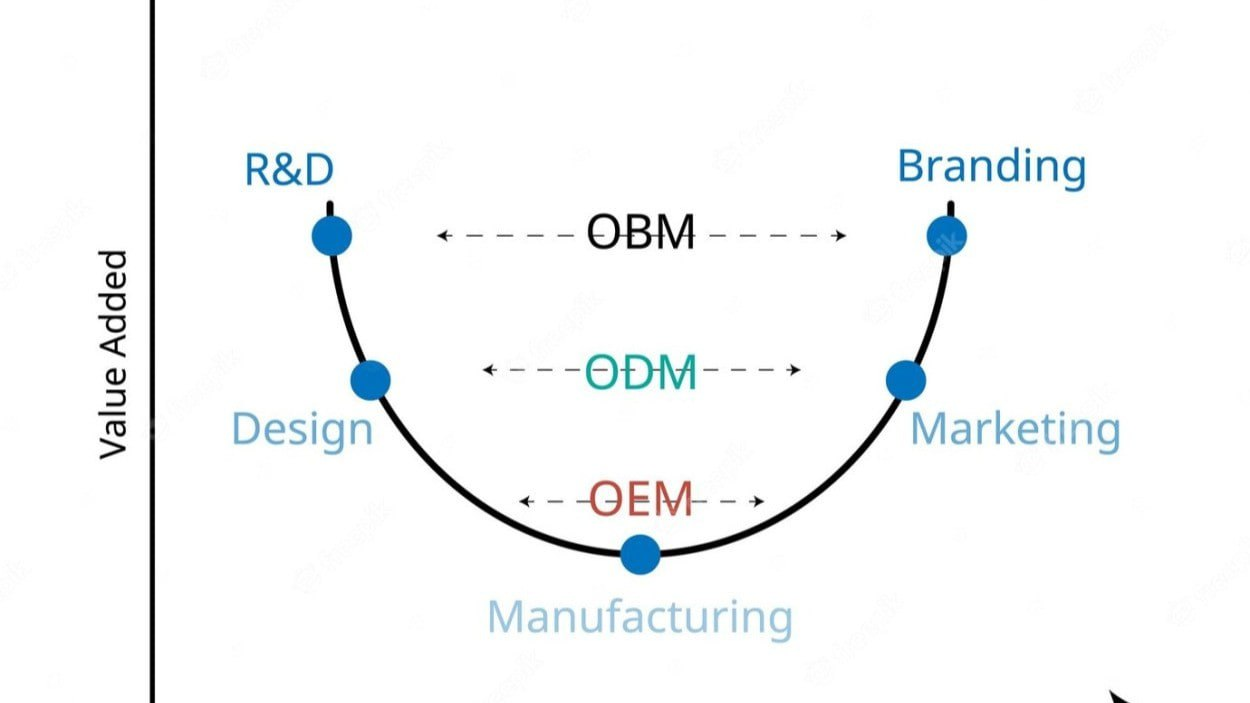 R&D
Branding
OBM
Value Added
ODM
Design
Marketing
OEM
Manufacturing